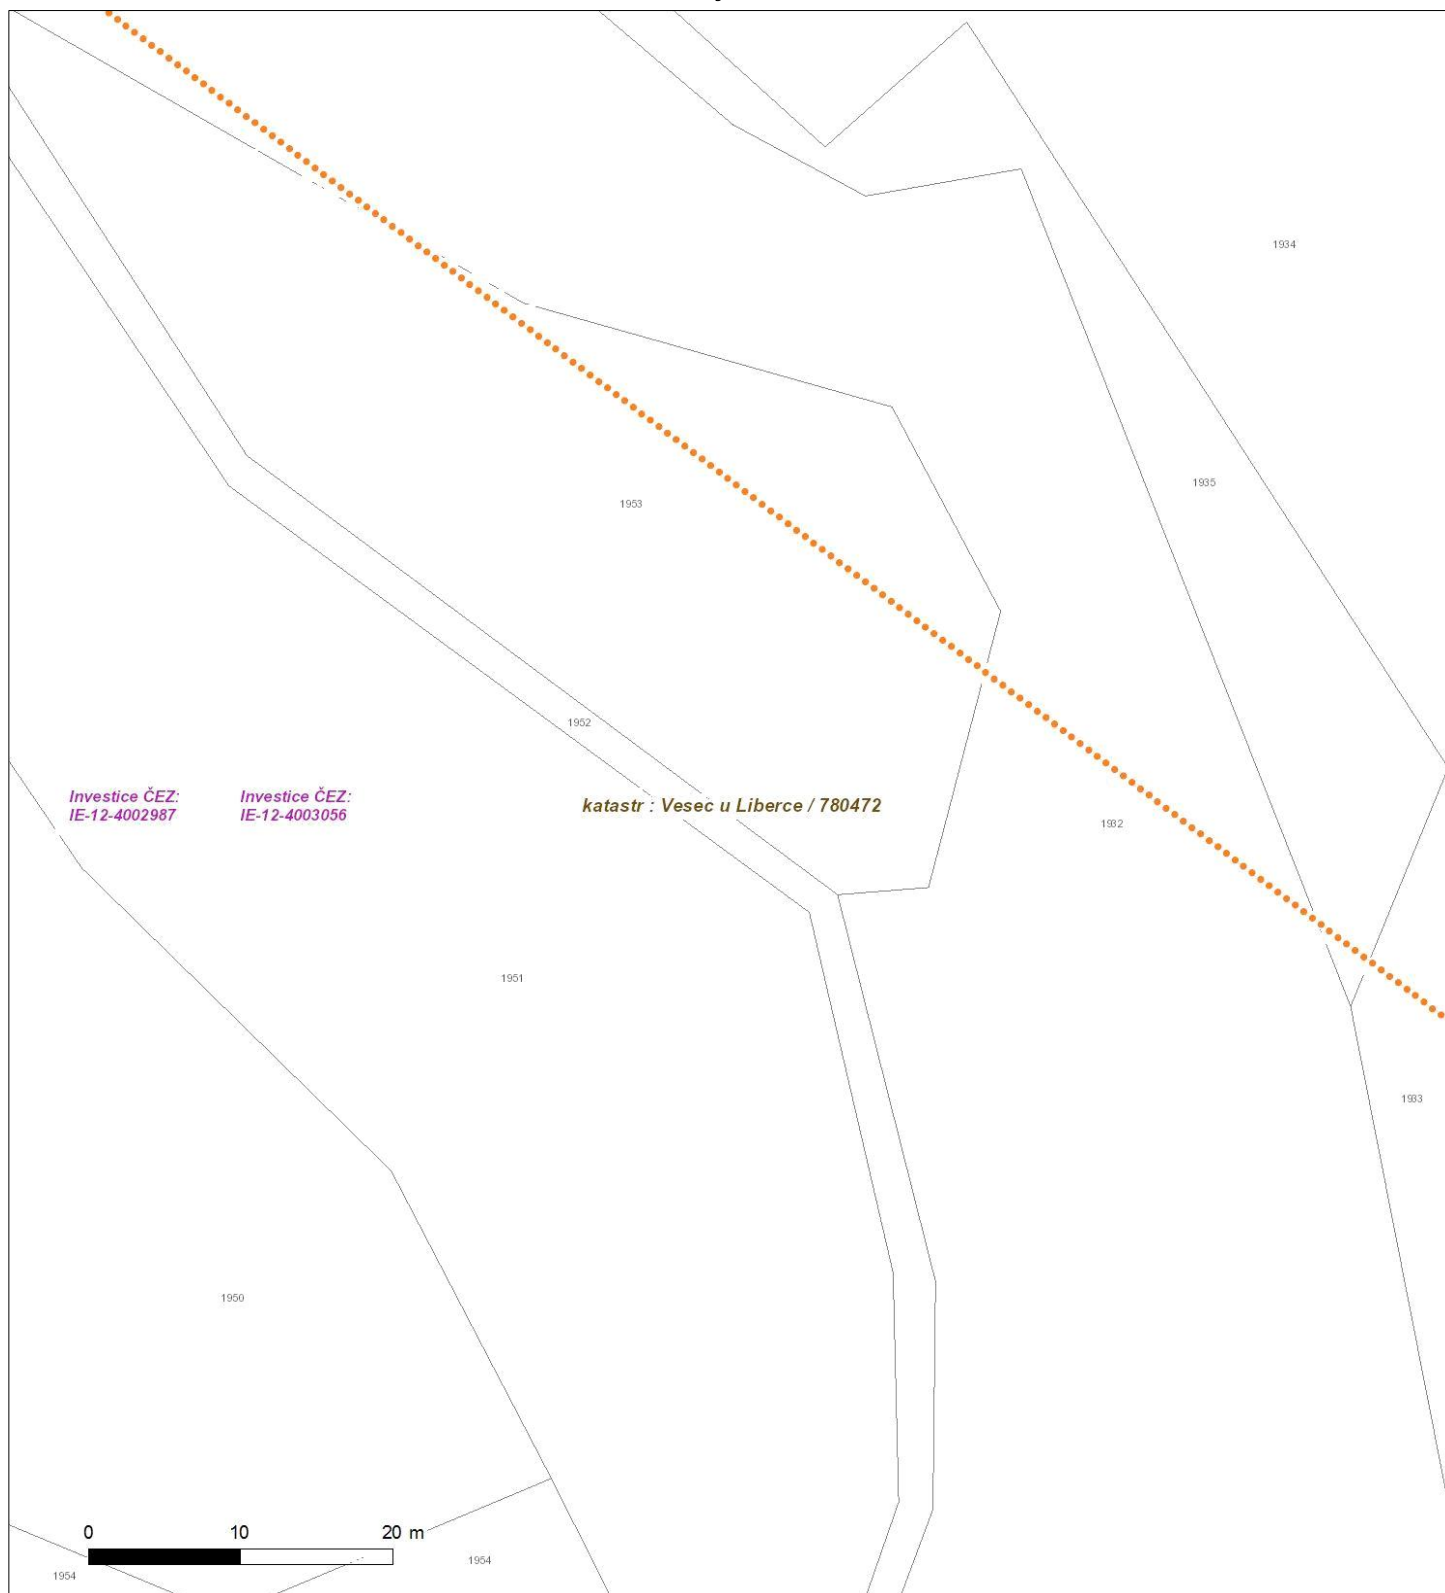 1934
1935
1953
1952
Investice ČEZ:
IE-12-4002987
Investice ČEZ:
IE-12-4003056
katastr : Vesec u Liberce / 780472
1932
1951
1933
1950
0 10 20 m
1954
1954